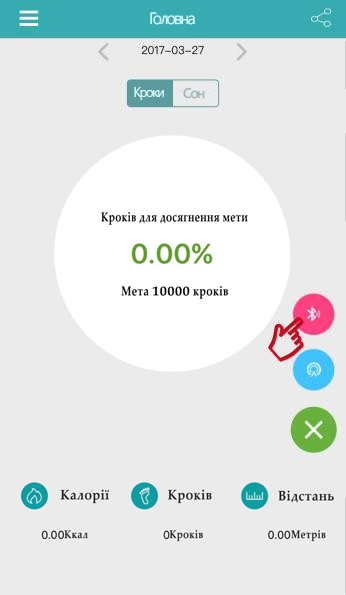 Головна
2017-03-27
Кроки Сон
Кроків для досягнення мети
0.00%
Мета 10000 кроків
Калорії Кроків Відстань
0.00Ккал 0Кроків 0.00Метрів